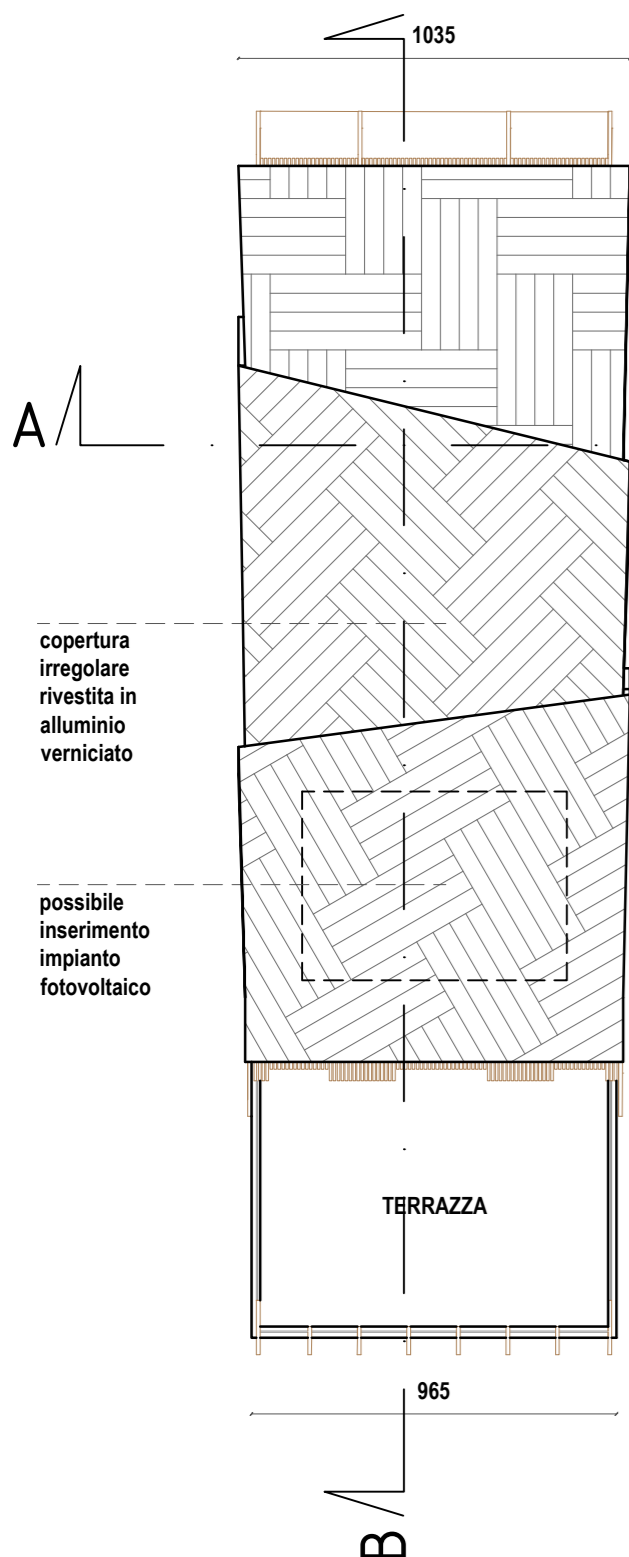 1035
A
copertura
irregolare
rivestita in
alluminio
verniciato
possibile
inserimento
impianto
fotovoltaico
TERRAZZA
965
B